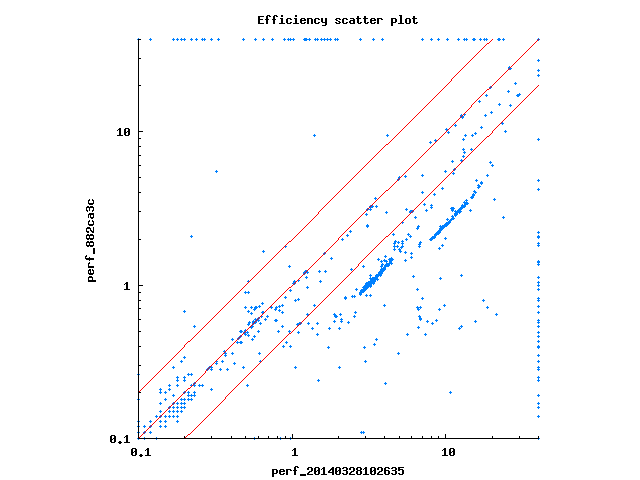 Efficiency scatter plot
10
perf_882ca3c
1
0.1
0.1 1 10
perf_20140328102635